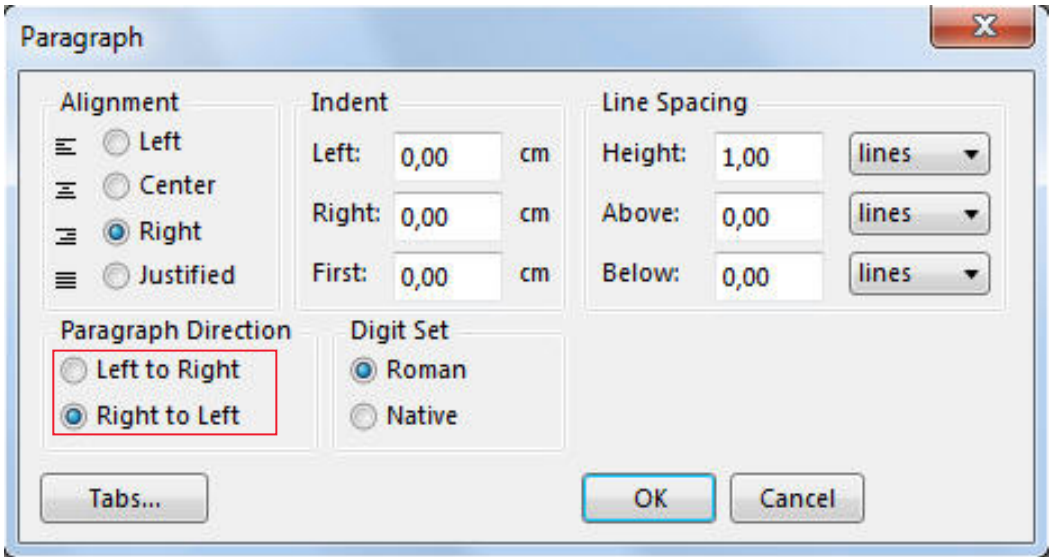 Paragraph
Alignment
Left
Center
Right
Justified
Indent
Left: 0,00 cm
Right: 0,00 cm
First: 0,00 cm
Line Spacing
Height: 1,00 lines
Above: 0,00 lines
Below: 0,00 lines
Paragraph Direction
Left to Right
Right to Left
Digit Set
Roman
Native
Tabs...
OK
Cancel